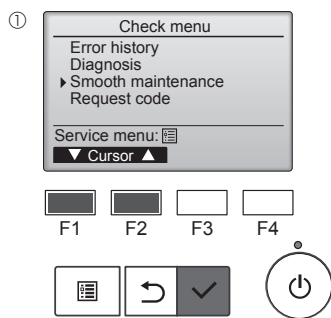 ①
Check menu
Error history
Diagnosis
Smooth maintenance
Request code
Service menu:
▼ Cursor ▲
F1 F2 F3 F4